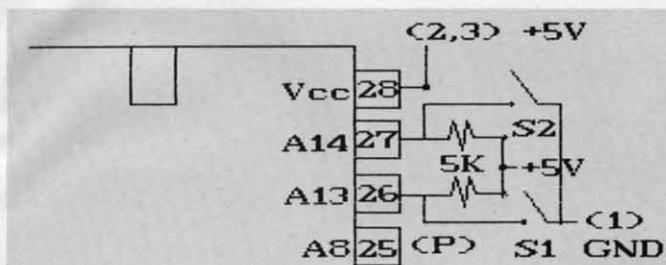 (2,3) +5V
Vcc 28
A14 27
S2
5K +5V
A13 26
(1)
A8 25 (P) S1 GND